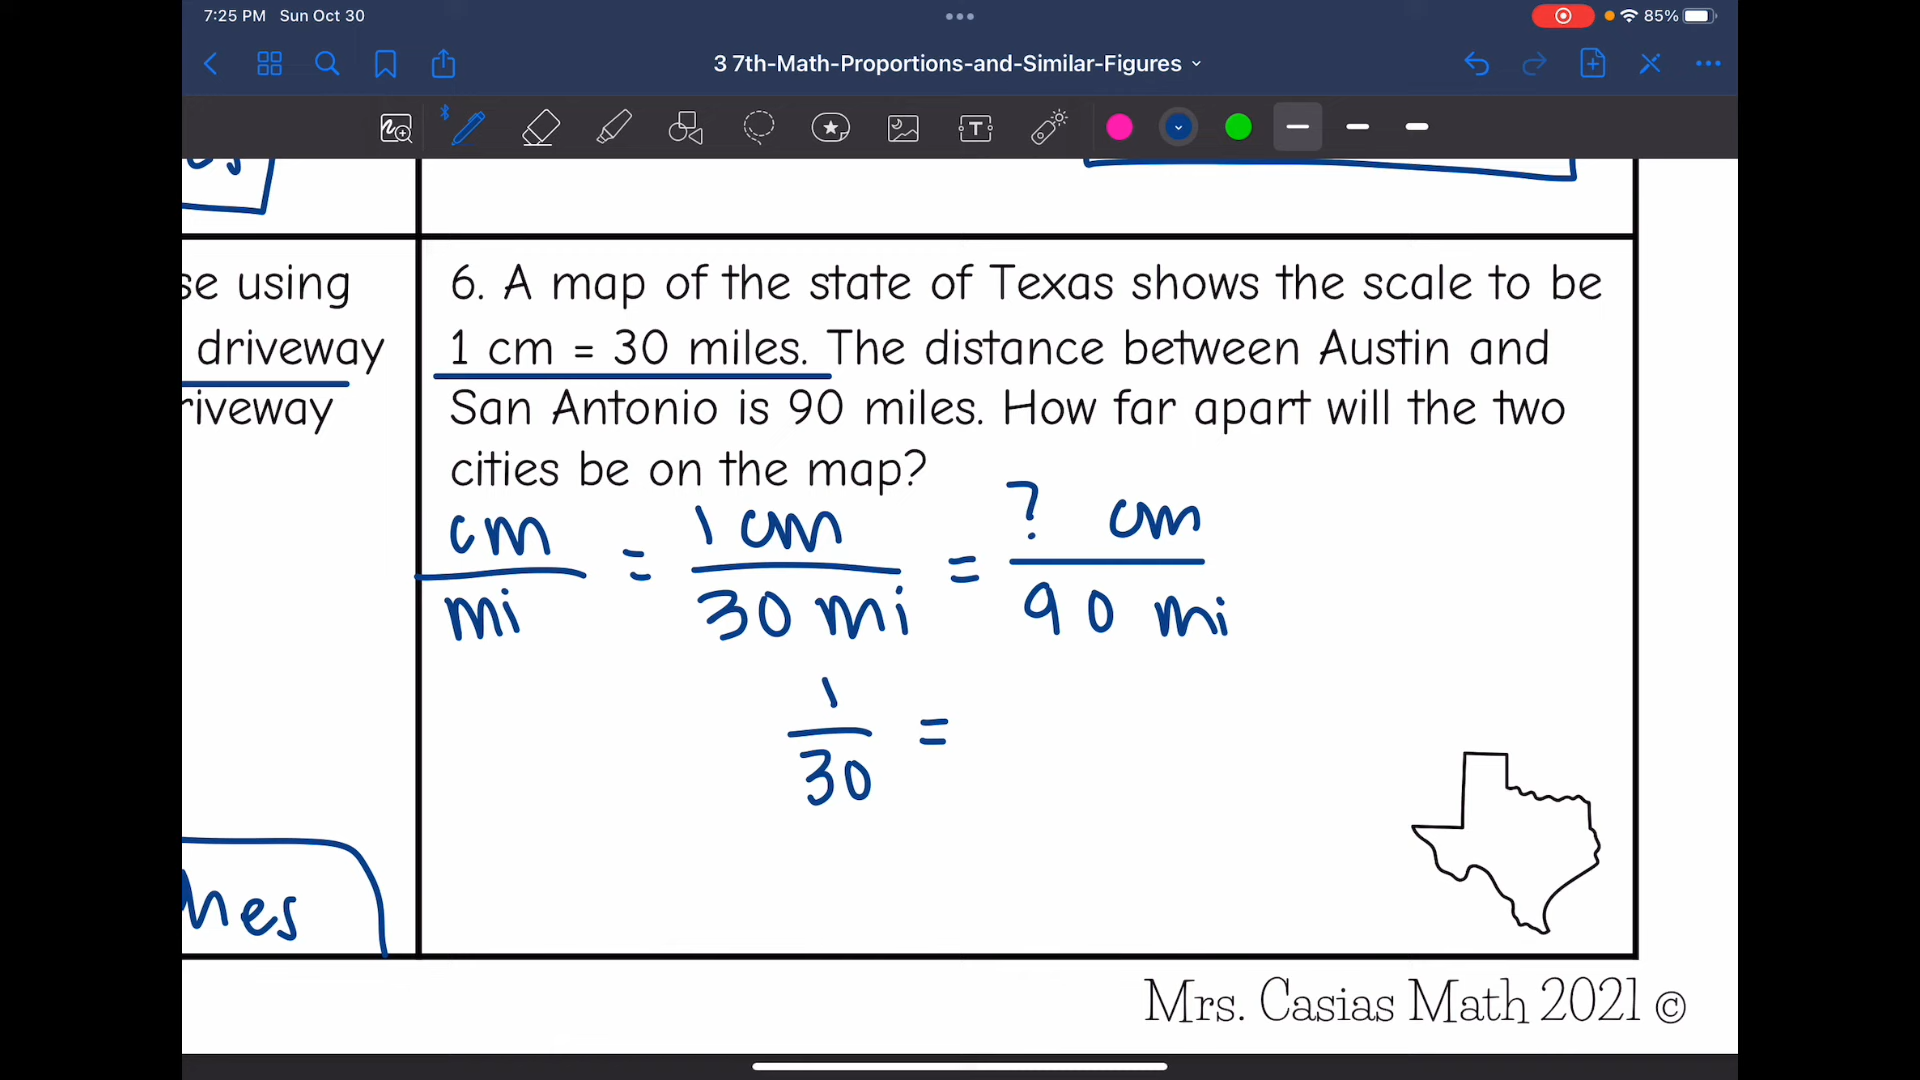 7:25 PM Sun Oct 30
85%
3 7th-Math-Proportions-and-Similar-Figures
es
se using
driveway
riveway
6. A map of the state of Texas shows the scale to be
1 cm = 30 miles. The distance between Austin and
San Antonio is 90 miles. How far apart will the two
cities be on the map?
cm/mi = 1 cm/30 mi = ? cm/90 mi
1/30 =
hes
Mrs. Casias Math 2021 ©